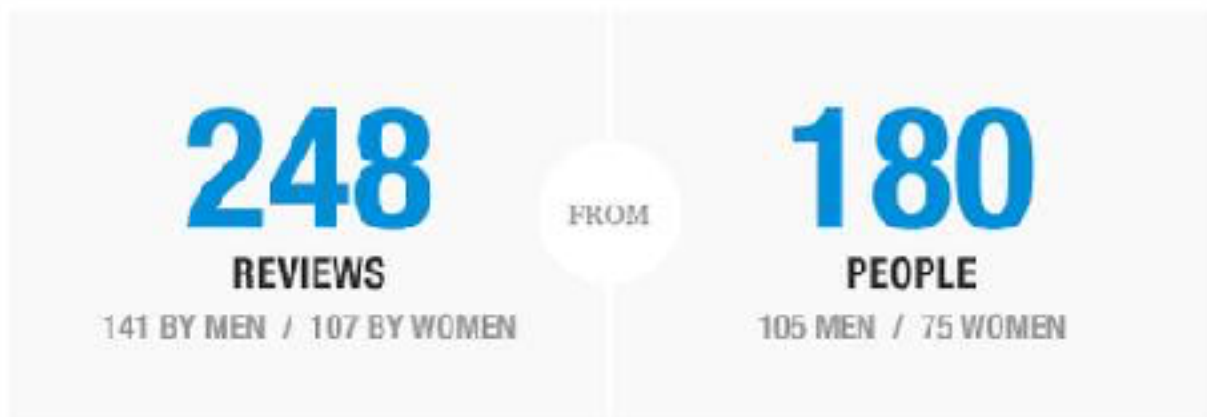 248
REVIEWS
141 BY MEN / 107 BY WOMEN
FROM
180
PEOPLE
105 MEN / 75 WOMEN